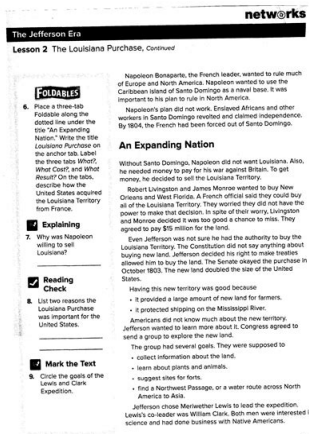 networks
The Jefferson Era
Lesson 2 The Louisiana Purchase, Continued
FOLDABLES
6. Place a three-tab
Foldable along the
dotted line under the
title "An Expanding
Nation." Write the title
Louisiana Purchase on
the anchor tab. Label
the three tabs What?,
What Cost?, and What
Result? On the tabs,
describe how the
United States acquired
the Louisiana Territory
from France.
Explaining
7. Why was Napoleon
willing to sell
Louisiana?
Reading
Check
8. List two reasons the
Louisiana Purchase
was important for the
United States.
Mark the Text
9. Circle the goals of the
Lewis and Clark
Expedition.
Napoleon Bonaparte, the French leader, wanted to rule much
of Europe and North America. Napoleon wanted to use the
Caribbean Island of Santo Domingo as a naval base. It was
important to his plan to rule in North America.
Napoleon's plan did not work. Enslaved Africans and other
workers in Santo Domingo revolted and claimed independence.
By 1804, the French had been forced out of Santo Domingo.
An Expanding Nation
Without Santo Domingo, Napoleon did not want Louisiana. Also,
he needed money to pay for his war against Britain. To get
money, he decided to sell the Louisiana Territory.
Robert Livingston and James Monroe wanted to buy New
Orleans and West Florida. A French official said they could buy
all of the Louisiana Territory. They worried they did not have the
power to make that decision. In spite of their worry, Livingston
and Monroe decided it was too good a chance to miss. They
agreed to pay $15 million for the land.
Even Jefferson was not sure he had the authority to buy the
Louisiana Territory. The Constitution did not say anything about
buying new land. Jefferson decided his right to make treaties
allowed him to buy the land. The Senate okayed the purchase in
October 1803. The new land doubled the size of the United
States.
Having this new territory was good because
• it provided a large amount of new land for farmers.
• it protected shipping on the Mississippi River.
Americans did not know much about the new territory.
Jefferson wanted to learn more about it. Congress agreed to
send a group to explore the new land.
The group had several goals. They were supposed to
• collect information about the land.
• learn about plants and animals.
• suggest sites for forts.
• find a Northwest Passage, or a water route across North
America to Asia.
Jefferson chose Meriwether Lewis to lead the expedition.
Lewis's co-leader was William Clark. Both men were interested i
science and had done business with Native Americans.